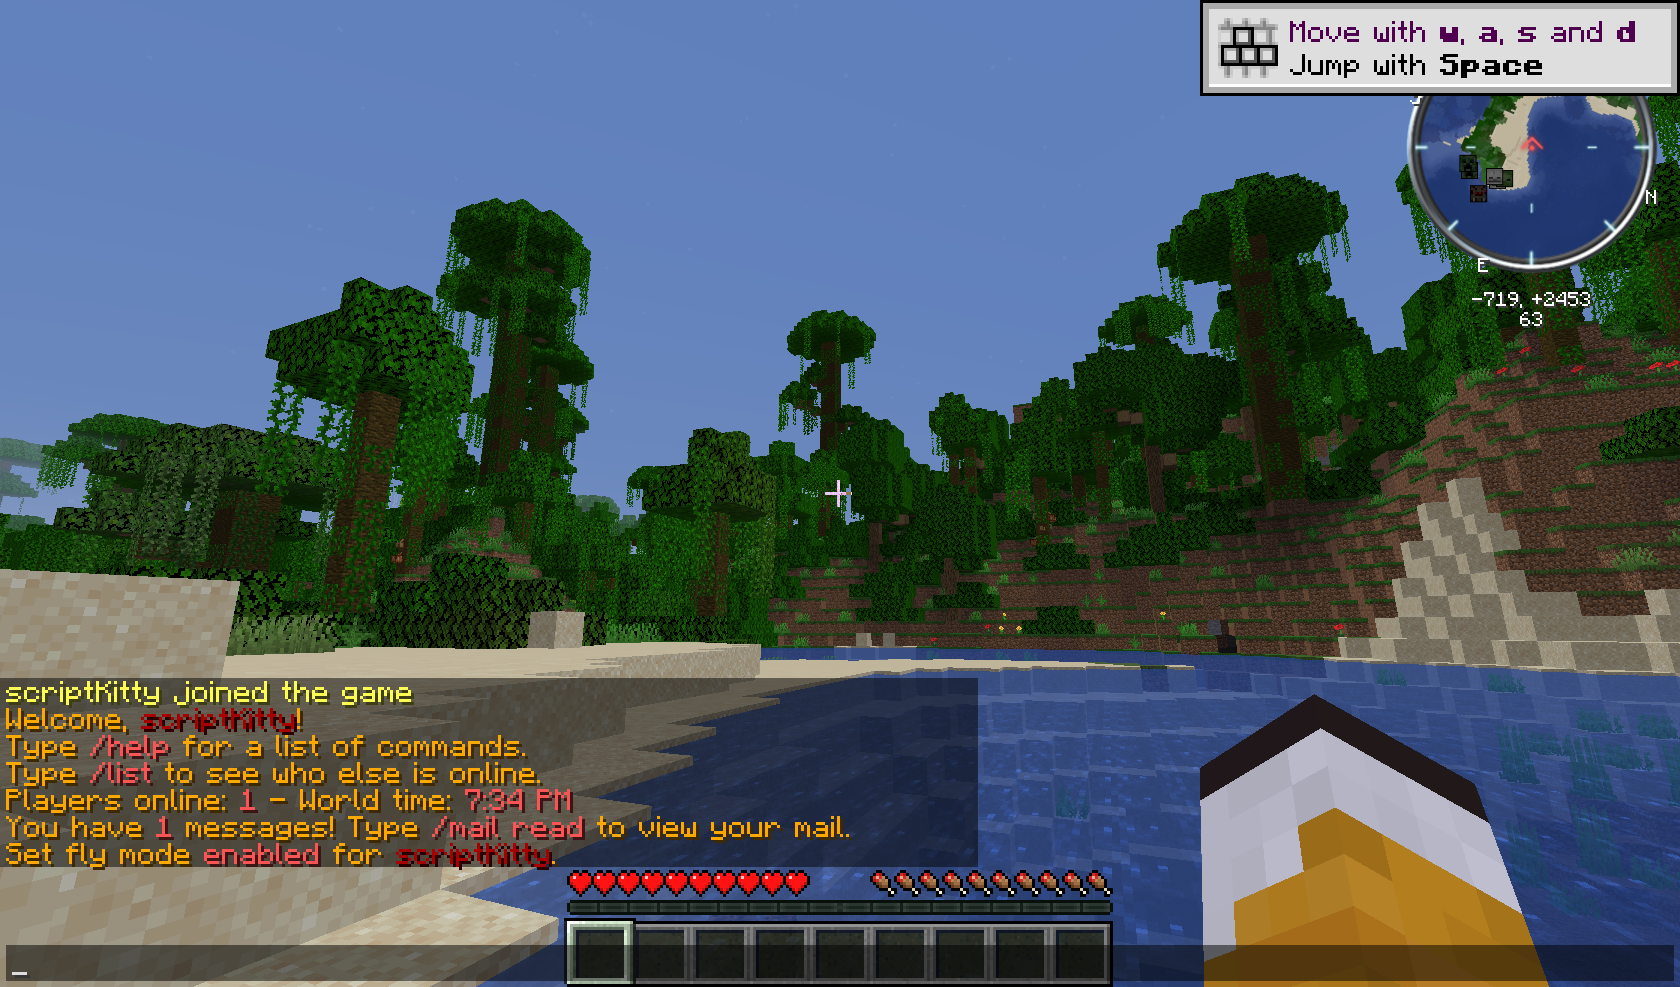 Move with w, a, s and d
Jump with Space
N
E
-719, +2453
63
scriptKitty joined the game
Welcome, scriptKitty!
Type /help for a list of commands.
Type /list to see who else is online.
Players online: 1 - World time: 7:34 PM
You have 1 messages! Type /mail read to view your mail.
Set fly mode enabled for scriptKitty.
_